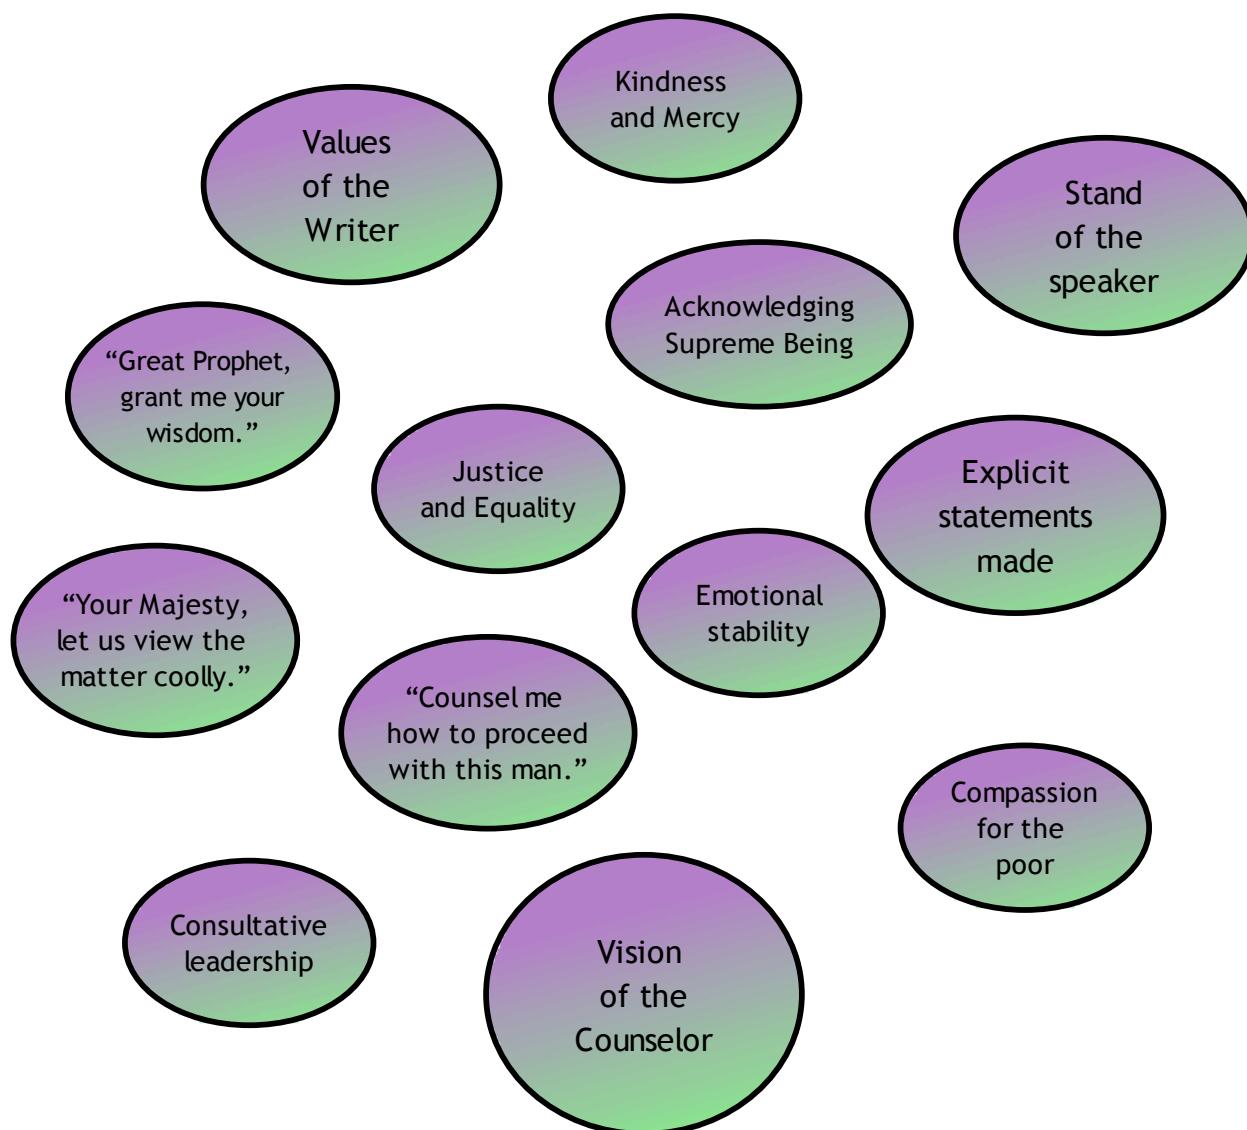 Kindness
and Mercy
Values
of the
Writer
Stand
of the
speaker
Acknowledging
Supreme Being
“Great Prophet,
grant me your
wisdom.”
Justice
and Equality
Explicit
statements
made
“Your Majesty,
let us view the
matter coolly.”
Emotional
stability
“Counsel me
how to proceed
with this man.”
Compassion
for the
poor
Consultative
leadership
Vision
of the
Counselor